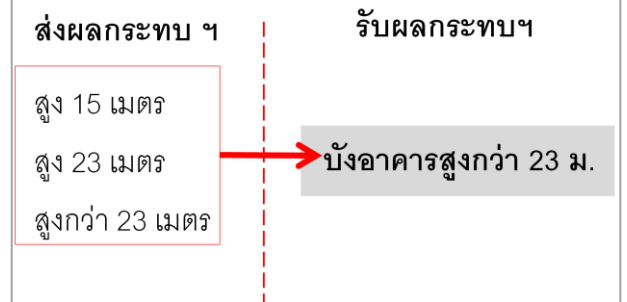 ส่งผลกระทบ ฯ
รับผลกระทบฯ
สูง 15 เมตร
สูง 23 เมตร
สูงกว่า 23 เมตร
บังอาคารสูงกว่า 23 ม.